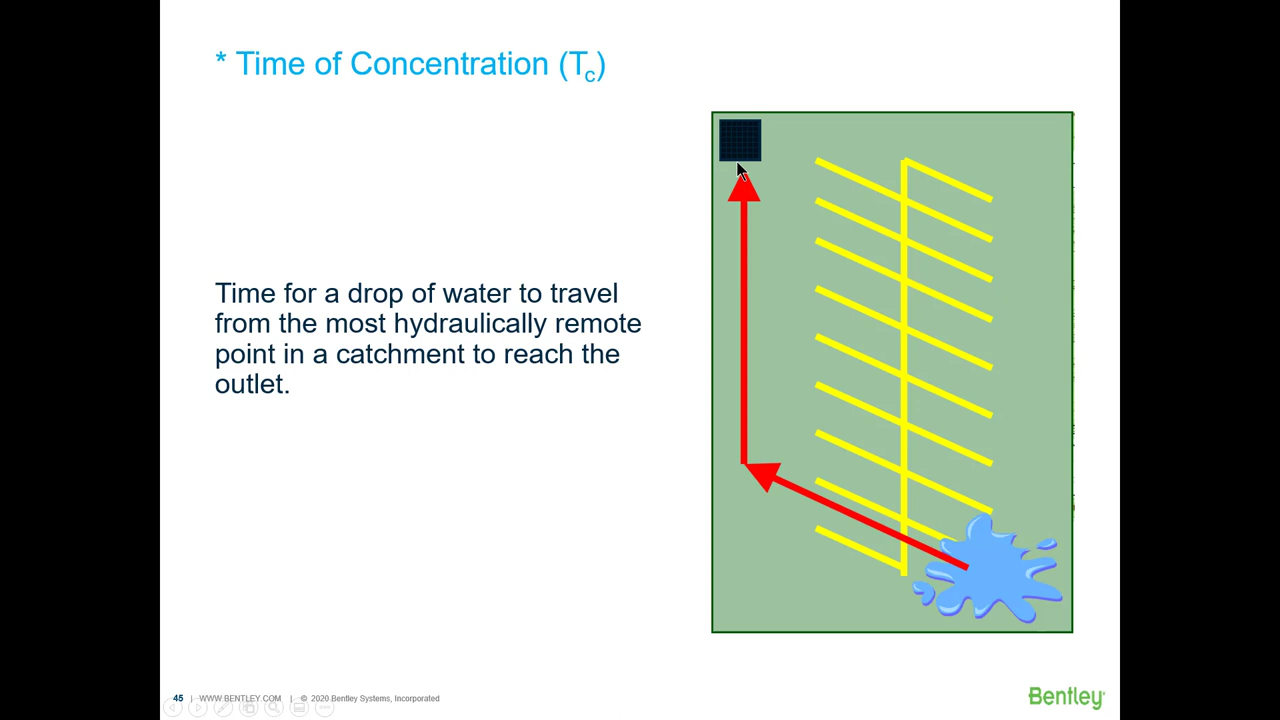 * Time of Concentration (Tc)
Time for a drop of water to travel
from the most hydraulically remote
point in a catchment to reach the
outlet.
45 | WWW.BENTLEY.COM | © 2020 Bentley Systems, Incorporated
Bentley